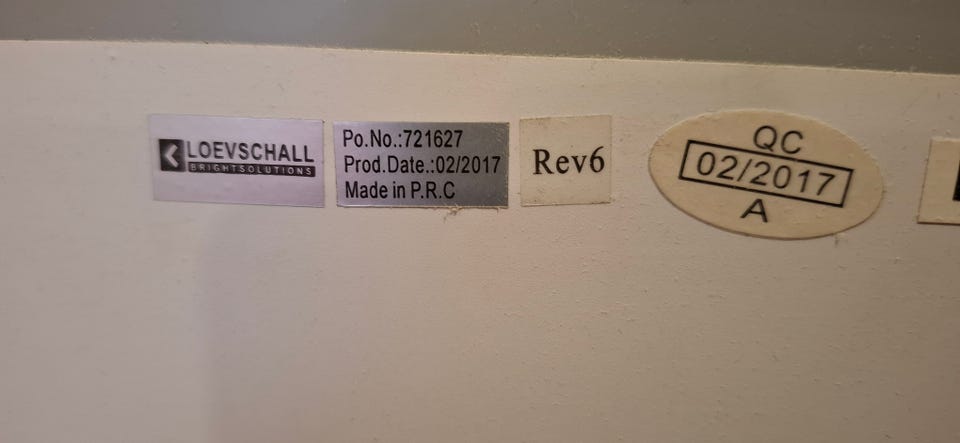 LOEVSCHALL
BRIGHTSOLUTIONS
Po.No.:721627
Prod.Date.:02/2017
Made in P.R.C
Rev6
QC
02/2017
A